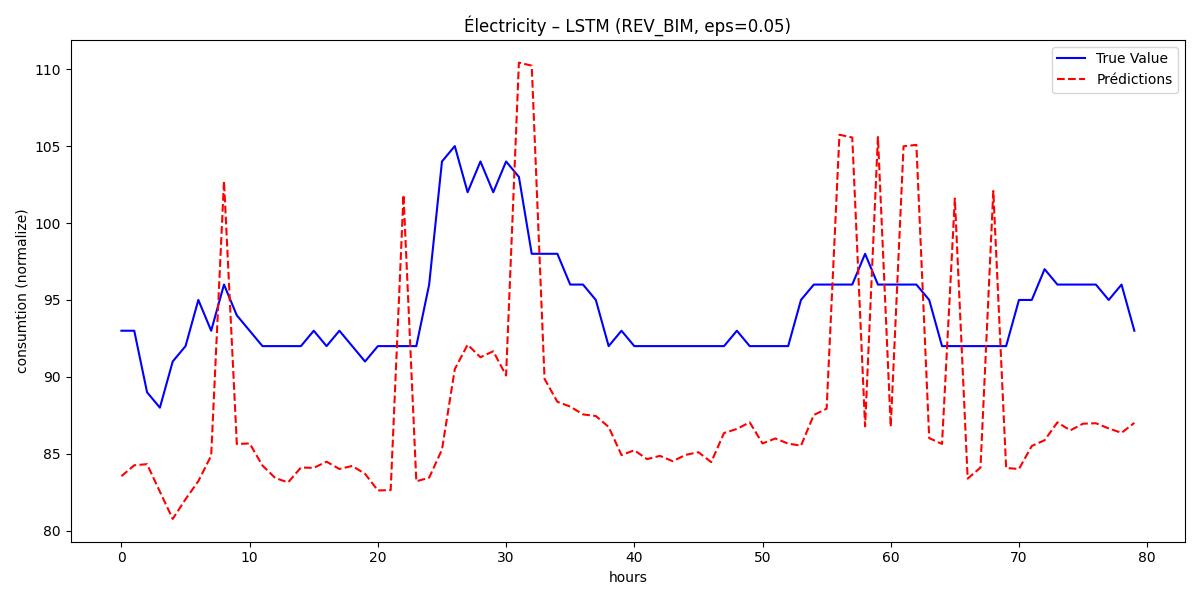 Électricity – LSTM (REV_BIM, eps=0.05)
True Value
Prédictions
consumtion (normalize)
110
105
100
95
90
85
80
0 10 20 30 40 50 60 70 80
hours